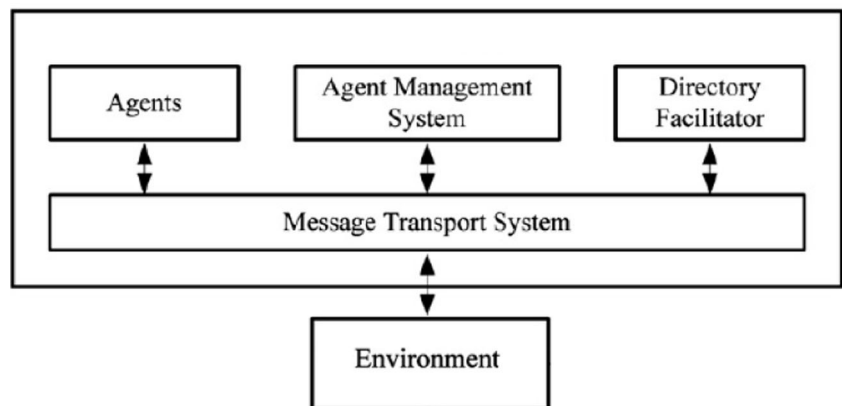 Agents
Agent Management
System
Directory
Facilitator
Message Transport System
Environment